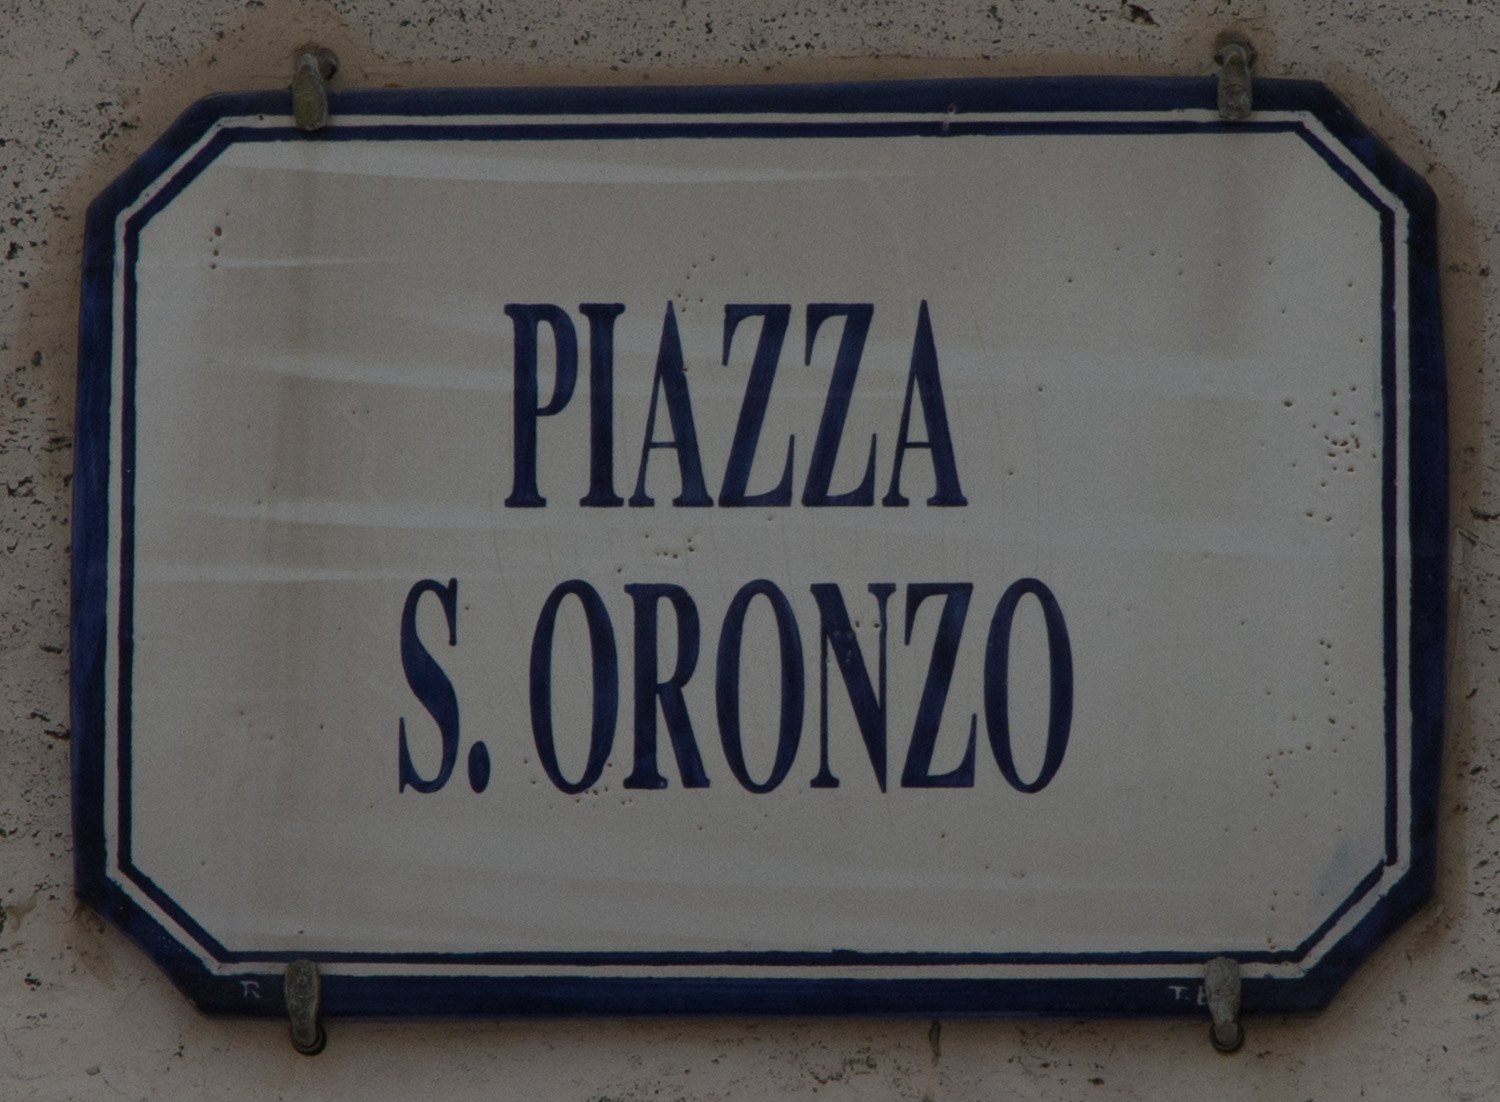 PIAZZA
S. ORONZO
R
T.